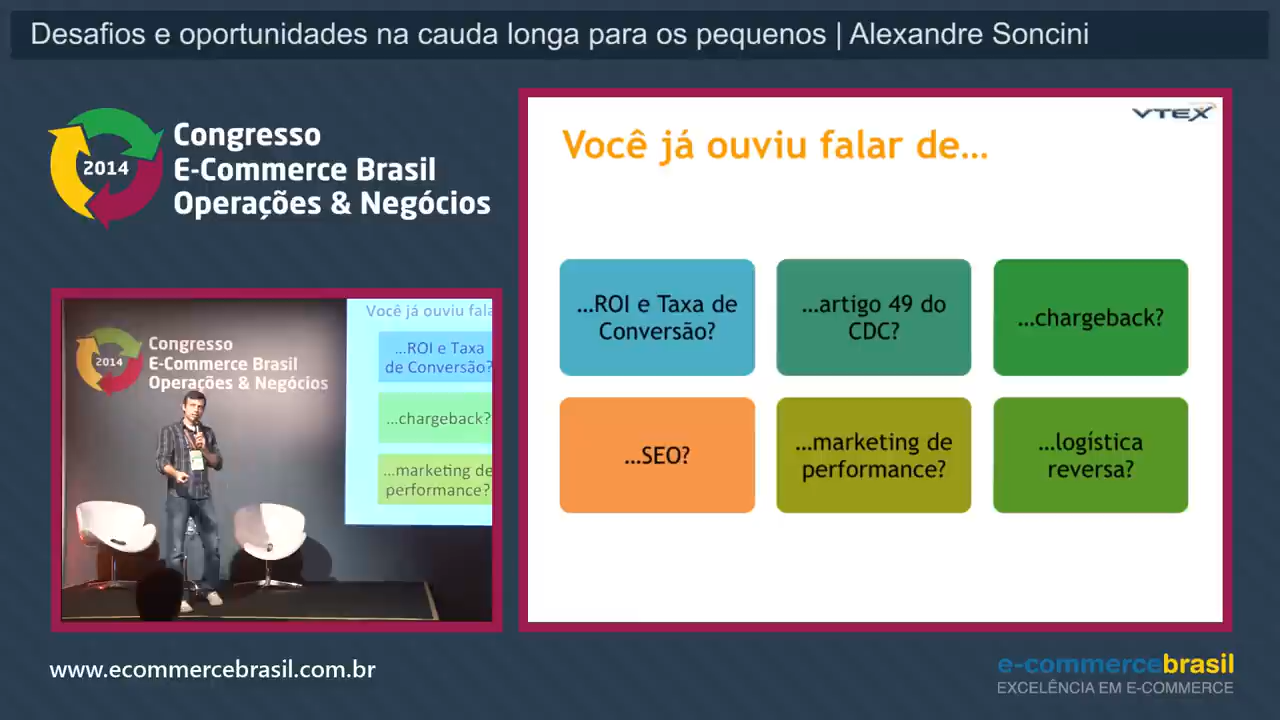 Desafios e oportunidades na cauda longa para os pequenos | Alexandre Soncini
2014
Congresso
E-Commerce Brasil
Operações & Negócios
VTEX
Você já ouviu falar de...
...ROI e Taxa de
Conversão?
...artigo 49 do
CDC?
...chargeback?
...SEO?
...marketing de
performance?
...logística
reversa?
2014
Congresso
E-Commerce Brasil
Operações & Negócios
Você já ouviu fala
...ROI e Taxa
de Conversão?
...chargeback?
...marketing de
performance?
www.ecommercebrasil.com.br
e-commercebrasil
EXCELÊNCIA EM E-COMMERCE